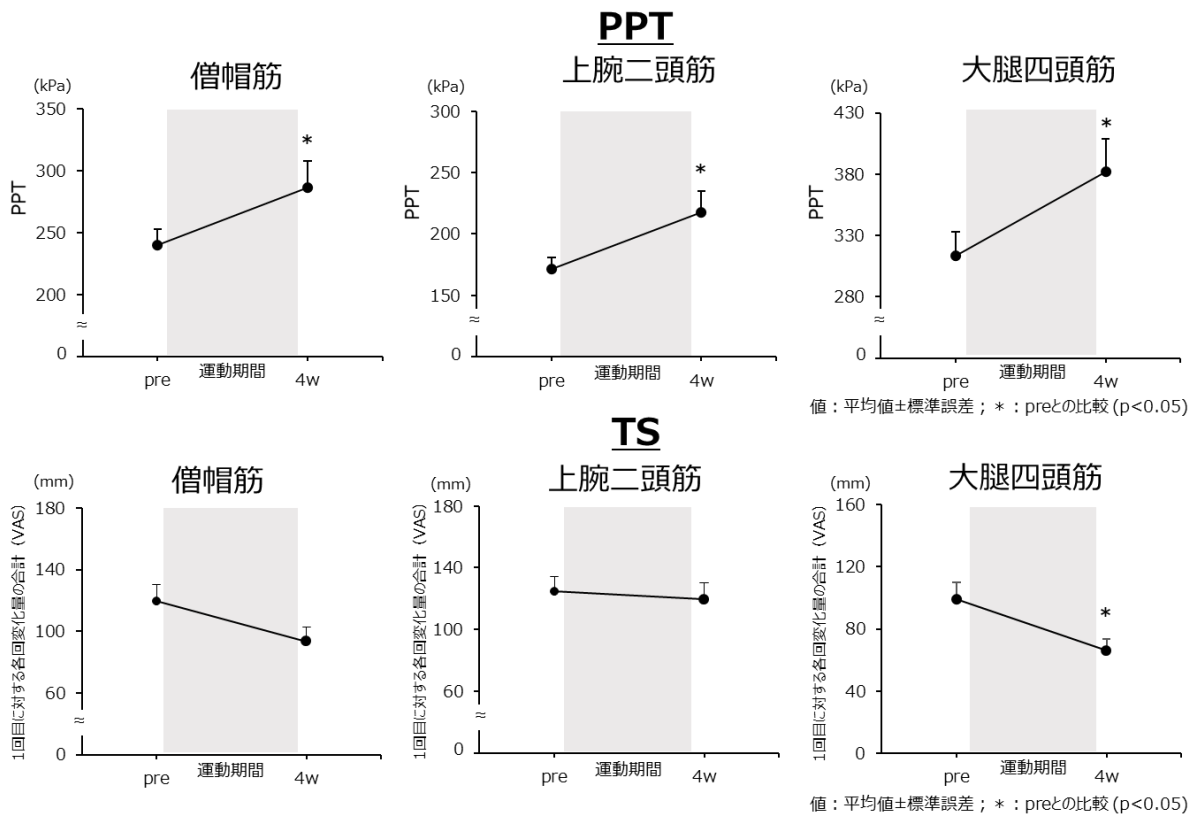 PPT
僧帽筋
(kPa)
350
300
250
200
≈
0
PPT
pre
運動期間
4w
*
上腕二頭筋
(kPa)
300
250
200
150
≈
0
PPT
pre
運動期間
4w
*
大腿四頭筋
(kPa)
430
380
330
280
≈
0
PPT
pre
運動期間
4w
*
値：平均値±標準誤差；＊：preとの比較 (p<0.05)
TS
僧帽筋
(mm)
180
140
100
60
≈
0
1回目に対する各回変化量の合計 (VAS)
pre
運動期間
4w
上腕二頭筋
(mm)
180
140
100
60
≈
0
1回目に対する各回変化量の合計 (VAS)
pre
運動期間
4w
大腿四頭筋
(mm)
160
120
80
40
0
1回目に対する各回変化量の合計 (VAS)
pre
運動期間
4w
*
値：平均値±標準誤差；＊：preとの比較 (p<0.05)